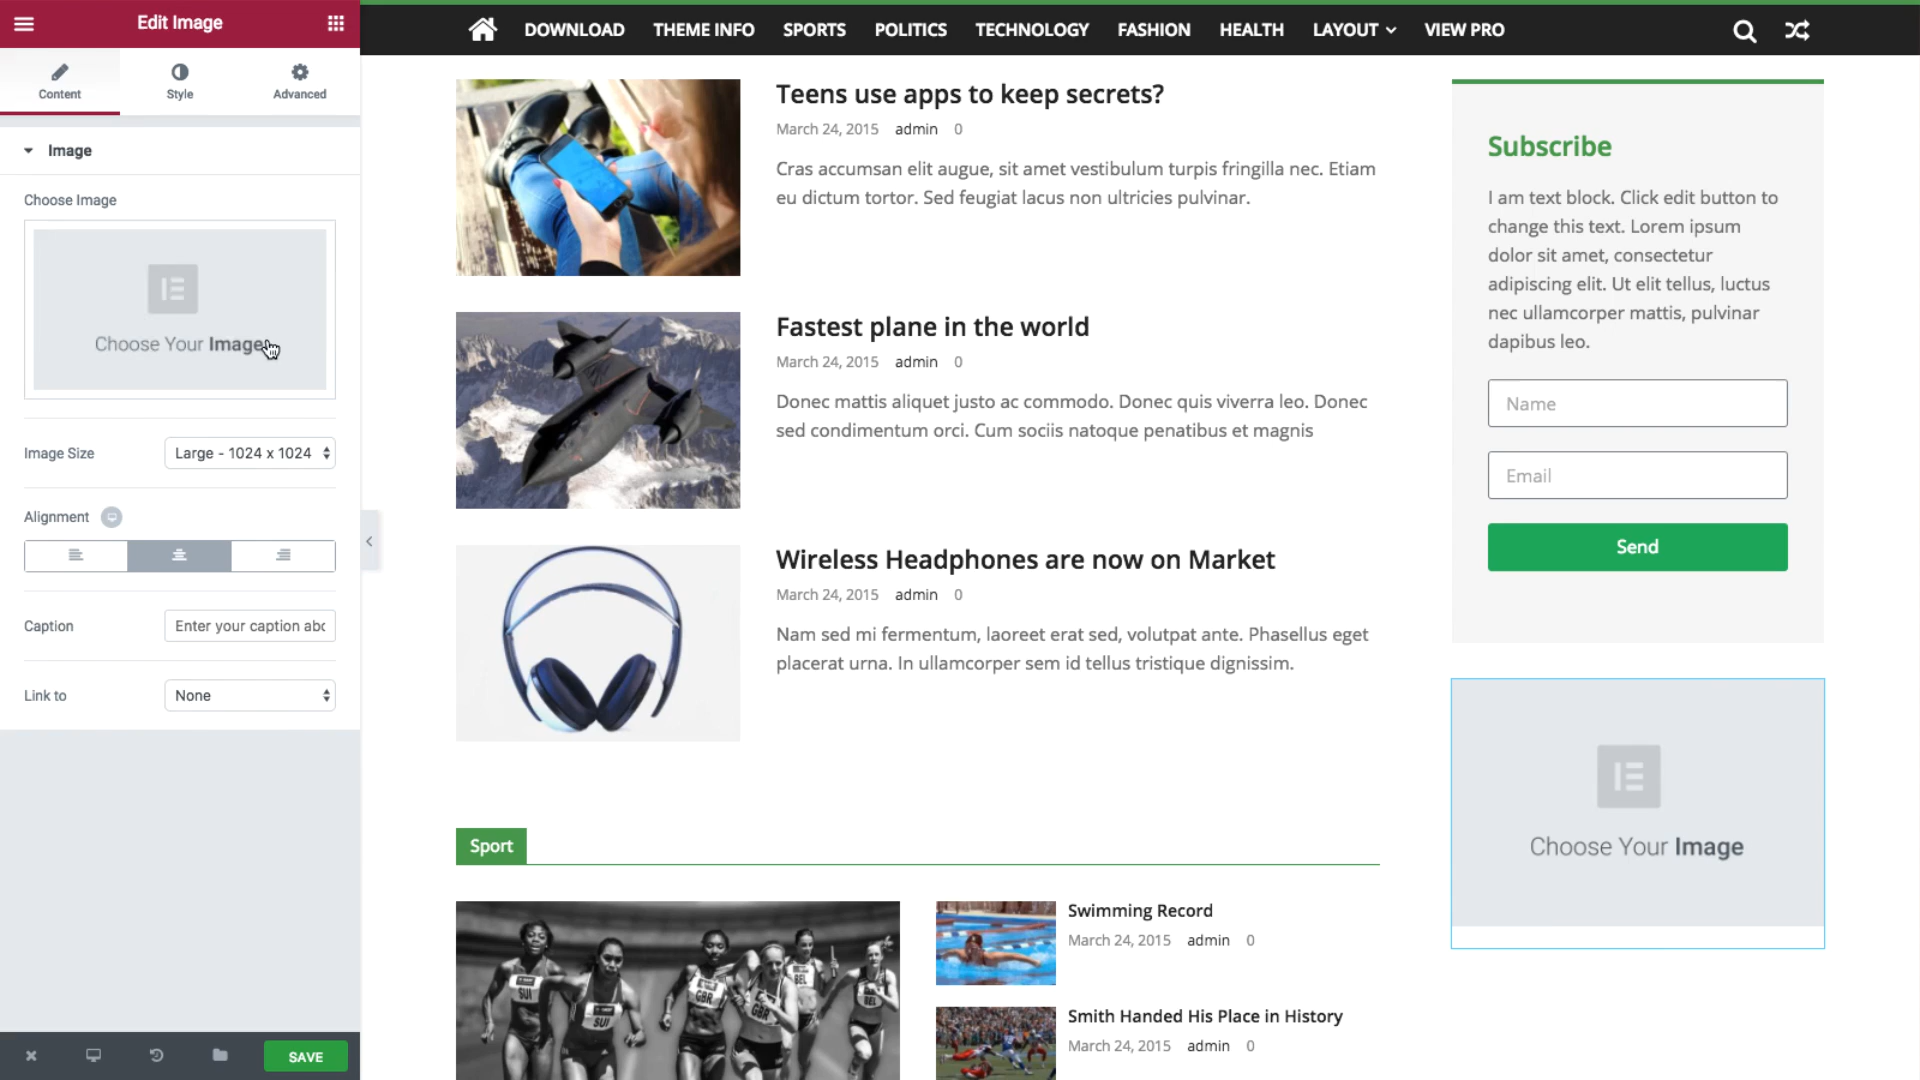 Edit Image
Content
Style
Advanced
Image
Choose Image
Choose Your Image
Image Size
Large - 1024 x 1024
Alignment
Caption
Enter your caption abc
Link to
None
SAVE
DOWNLOAD THEME INFO SPORTS POLITICS TECHNOLOGY FASHION HEALTH LAYOUT VIEW PRO
Teens use apps to keep secrets?
March 24, 2015 admin 0
Cras accumsan elit augue, sit amet vestibulum turpis fringilla nec. Etiam
eu dictum tortor. Sed feugiat lacus non ultricies pulvinar.
Fastest plane in the world
March 24, 2015 admin 0
Donec mattis aliquet justo ac commodo. Donec quis viverra leo. Donec
sed condimentum orci. Cum sociis natoque penatibus et magnis
Wireless Headphones are now on Market
March 24, 2015 admin 0
Nam sed mi fermentum, laoreet erat sed, volutpat ante. Phasellus eget
placerat urna. In ullamcorper sem id tellus tristique dignissim.
Sport
SUI
SUI
GBR
GBR
BEL
BEL
Swimming Record
March 24, 2015 admin 0
Smith Handed His Place in History
March 24, 2015 admin 0
Subscribe
I am text block. Click edit button to
change this text. Lorem ipsum
dolor sit amet, consectetur
adipiscing elit. Ut elit tellus, luctus
nec ullamcorper mattis, pulvinar
dapibus leo.
Name
Email
Send
Choose Your Image